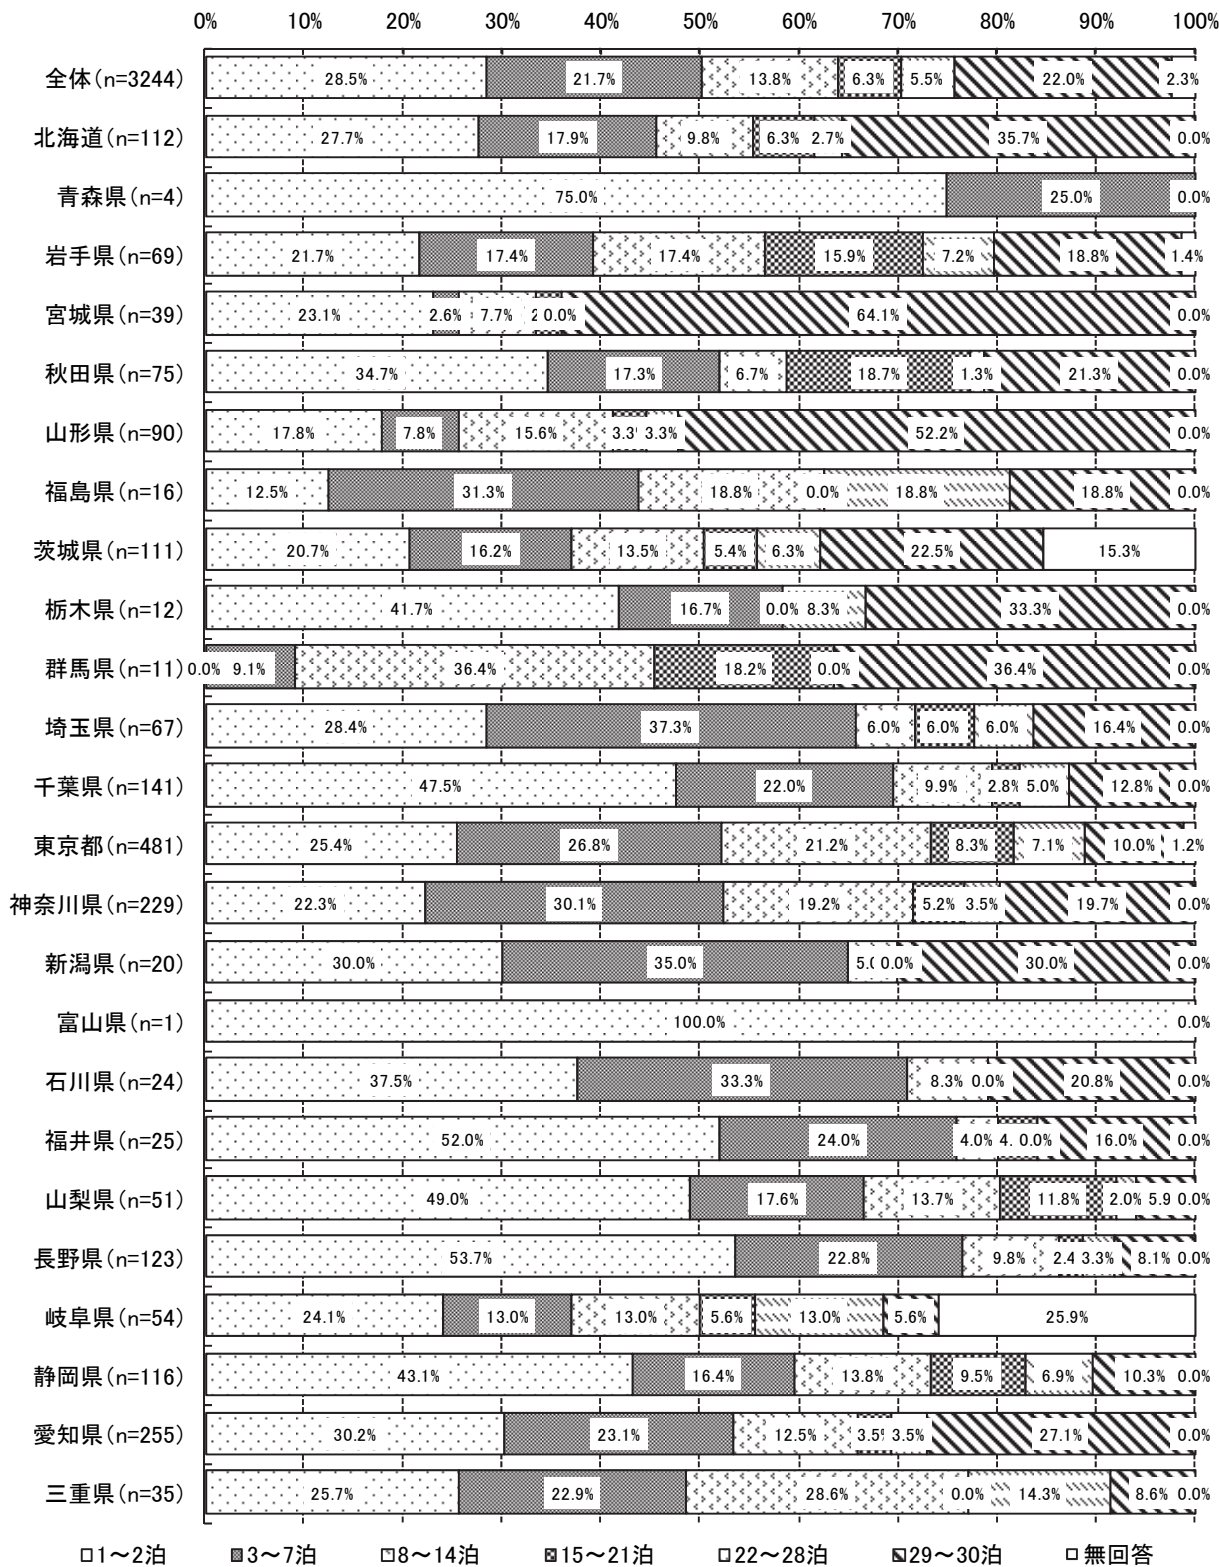 0% 10% 20% 30% 40% 50% 60% 70% 80% 90% 100%
全体(n=3244) 28.5% 21.7% 13.8% 6.3% 5.5% 22.0% 2.3%
北海道(n=112) 27.7% 17.9% 9.8% 6.3% 2.7% 35.7% 0.0%
青森県(n=4) 75.0% 25.0% 0.0%
岩手県(n=69) 21.7% 17.4% 17.4% 15.9% 7.2% 18.8% 1.4%
宮城県(n=39) 23.1% 2.6% 7.7% 2 0.0% 64.1% 0.0%
秋田県(n=75) 34.7% 17.3% 6.7% 18.7% 1.3% 21.3% 0.0%
山形県(n=90) 17.8% 7.8% 15.6% 3.3% 3.3% 52.2% 0.0%
福島県(n=16) 12.5% 31.3% 18.8% 0.0% 18.8% 18.8% 0.0%
茨城県(n=111) 20.7% 16.2% 13.5% 5.4% 6.3% 22.5% 15.3%
栃木県(n=12) 41.7% 16.7% 0.0% 8.3% 33.3% 0.0%
群馬県(n=11) 0.0% 9.1% 36.4% 18.2% 0.0% 36.4% 0.0%
埼玉県(n=67) 28.4% 37.3% 6.0% 6.0% 6.0% 16.4% 0.0%
千葉県(n=141) 47.5% 22.0% 9.9% 2.8% 5.0% 12.8% 0.0%
東京都(n=481) 25.4% 26.8% 21.2% 8.3% 7.1% 10.0% 1.2%
神奈川県(n=229) 22.3% 30.1% 19.2% 5.2% 3.5% 19.7% 0.0%
新潟県(n=20) 30.0% 35.0% 5.0 0.0% 30.0% 0.0%
富山県(n=1) 100.0% 0.0%
石川県(n=24) 37.5% 33.3% 8.3% 0.0% 20.8% 0.0%
福井県(n=25) 52.0% 24.0% 4.0% 4. 0.0% 16.0% 0.0%
山梨県(n=51) 49.0% 17.6% 13.7% 11.8% 2.0% 5.9 0.0%
長野県(n=123) 53.7% 22.8% 9.8% 2.4 3.3% 8.1% 0.0%
岐阜県(n=54) 24.1% 13.0% 13.0% 5.6% 13.0% 5.6% 25.9%
静岡県(n=116) 43.1% 16.4% 13.8% 9.5% 6.9% 10.3% 0.0%
愛知県(n=255) 30.2% 23.1% 12.5% 3.5% 3.5% 27.1% 0.0%
三重県(n=35) 25.7% 22.9% 28.6% 0.0% 14.3% 8.6% 0.0%
1～2泊 3～7泊 8～14泊 15～21泊 22～28泊 29～30泊 無回答